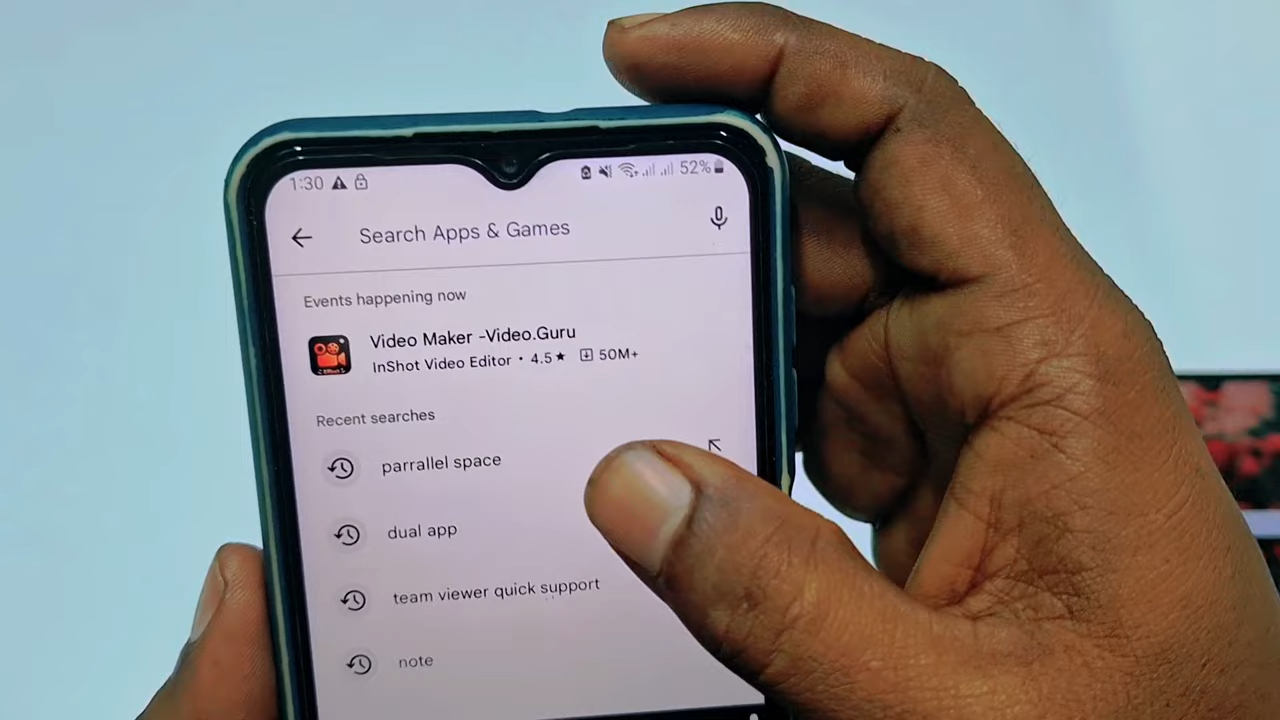 1:30 52%
Search Apps & Games
Events happening now
Video Maker -Video.Guru
InShot Video Editor • 4.5★ 50M+
Recent searches
parrallel space
dual app
team viewer quick support
note